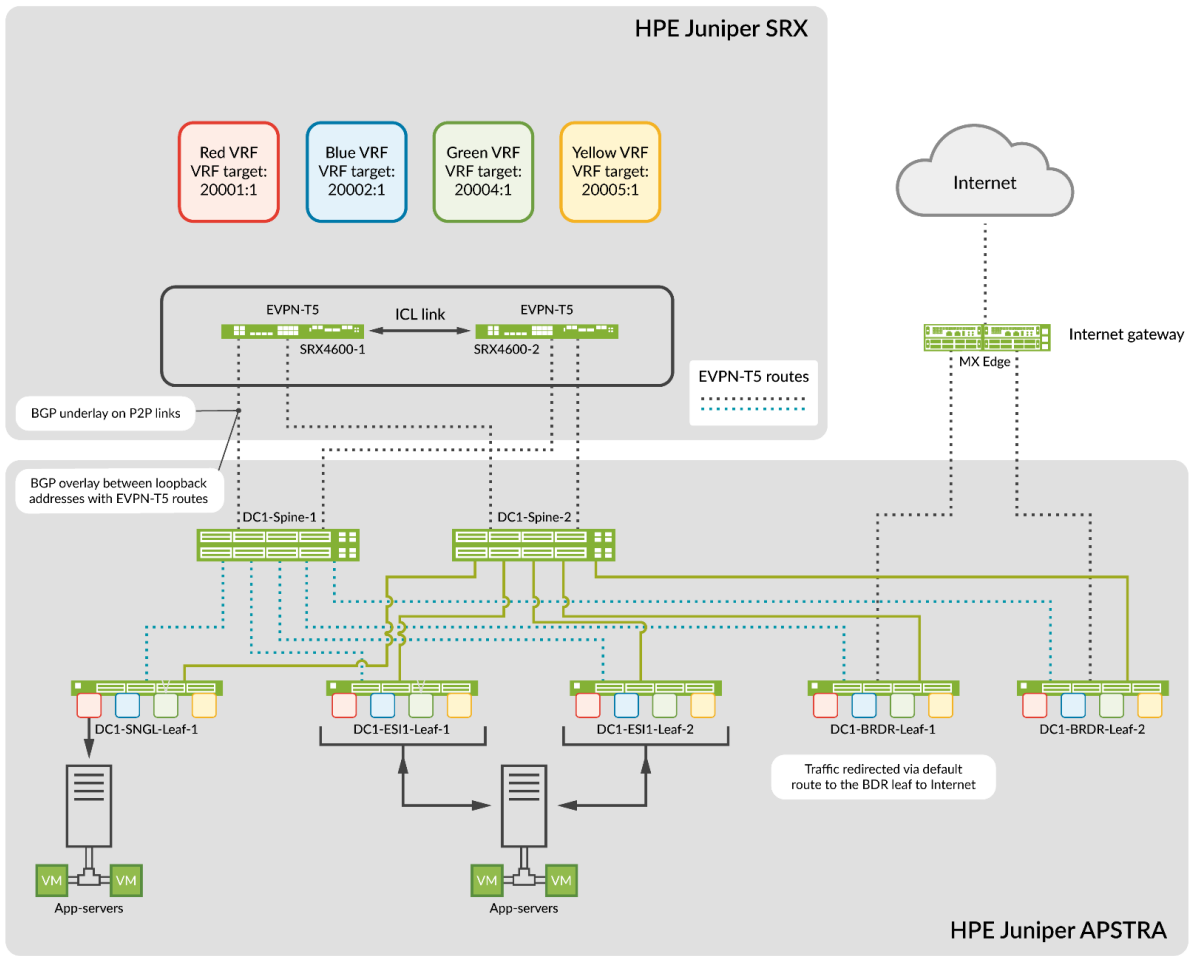 HPE Juniper SRX
Red VRF
VRF target:
20001:1
Blue VRF
VRF target:
20002:1
Green VRF
VRF target:
20004:1
Yellow VRF
VRF target:
20005:1
Internet
EVPN-T5
ICL link
EVPN-T5
SRX4600-1
SRX4600-2
Internet gateway
MX Edge
EVPN-T5 routes
BGP underlay on P2P links
BGP overlay between loopback
addresses with EVPN-T5 routes
DC1-Spine-1
DC1-Spine-2
DC1-SNGL-Leaf-1
DC1-ESI1-Leaf-1
DC1-ESI1-Leaf-2
DC1-BRDR-Leaf-1
DC1-BRDR-Leaf-2
Traffic redirected via default
route to the BDR leaf to Internet
VM
VM
App-servers
VM
VM
App-servers
HPE Juniper APSTRA